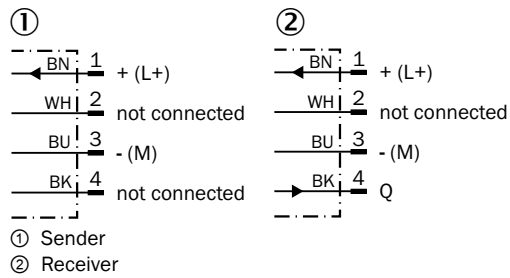 ① ②
BN 1 + (L+) BN 1 + (L+)
WH 2 not connected WH 2 not connected
BU 3 - (M) BU 3 - (M)
BK 4 not connected BK 4 Q
① Sender
② Receiver